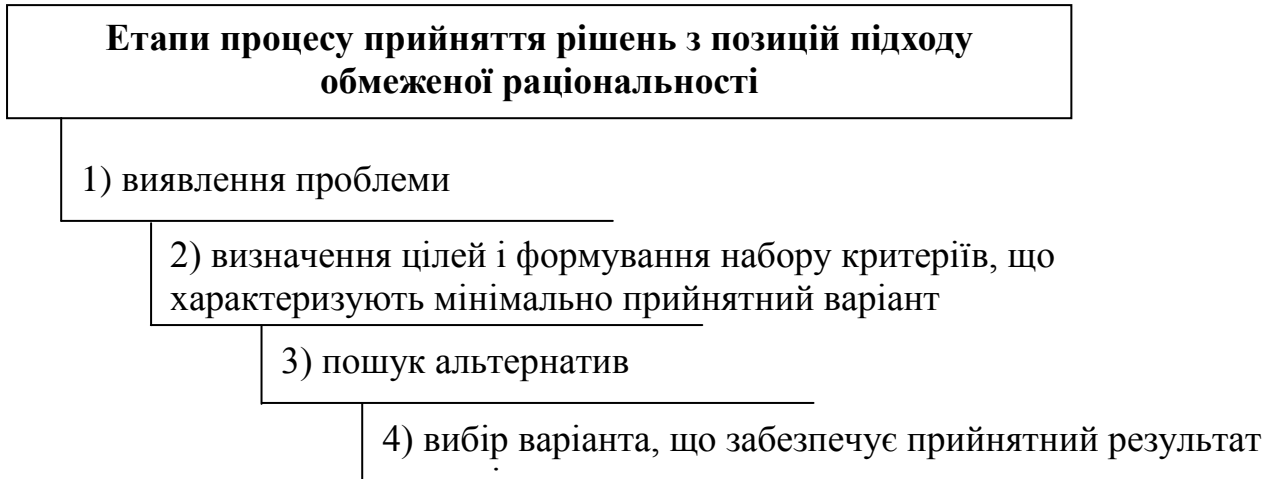 Етапи процесу прийняття рішень з позицій підходу
обмеженої раціональності
1) виявлення проблеми
2) визначення цілей і формування набору критеріїв, що
характеризують мінімально прийнятний варіант
3) пошук альтернатив
4) вибір варіанта, що забезпечує прийнятний результат